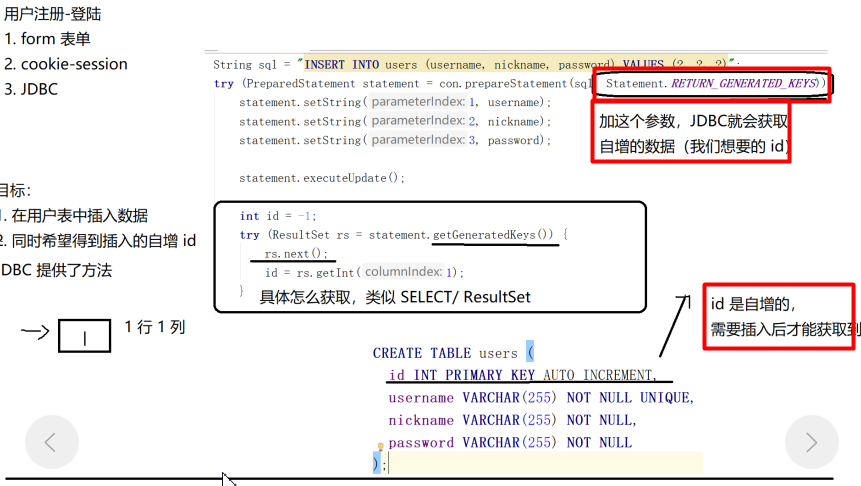 用户注册-登陆
1. form 表单
2. cookie-session
3. JDBC
String sql = "INSERT INTO users (username, nickname, password) VALUES (?, ?, ?)";
try (PreparedStatement statement = con.prepareStatement(sql, Statement.RETURN_GENERATED_KEYS))
statement.setString( parameterIndex: 1, username);
statement.setString( parameterIndex: 2, nickname);
statement.setString( parameterIndex: 3, password);
加这个参数，JDBC就会获取
自增的数据（我们想要的 id）
statement.executeUpdate();
目标：
1. 在用户表中插入数据
2. 同时希望得到插入的自增 id
DBC 提供了方法
int id = -1;
try (ResultSet rs = statement.getGeneratedKeys()) {
rs.next();
id = rs.getInt( columnIndex: 1);
}
具体怎么获取，类似 SELECT/ ResultSet
1
1 行 1 列
id 是自增的，
需要插入后才能获取到
CREATE TABLE users (
id INT PRIMARY KEY AUTO_INCREMENT,
username VARCHAR(255) NOT NULL UNIQUE,
nickname VARCHAR(255) NOT NULL,
password VARCHAR(255) NOT NULL
);